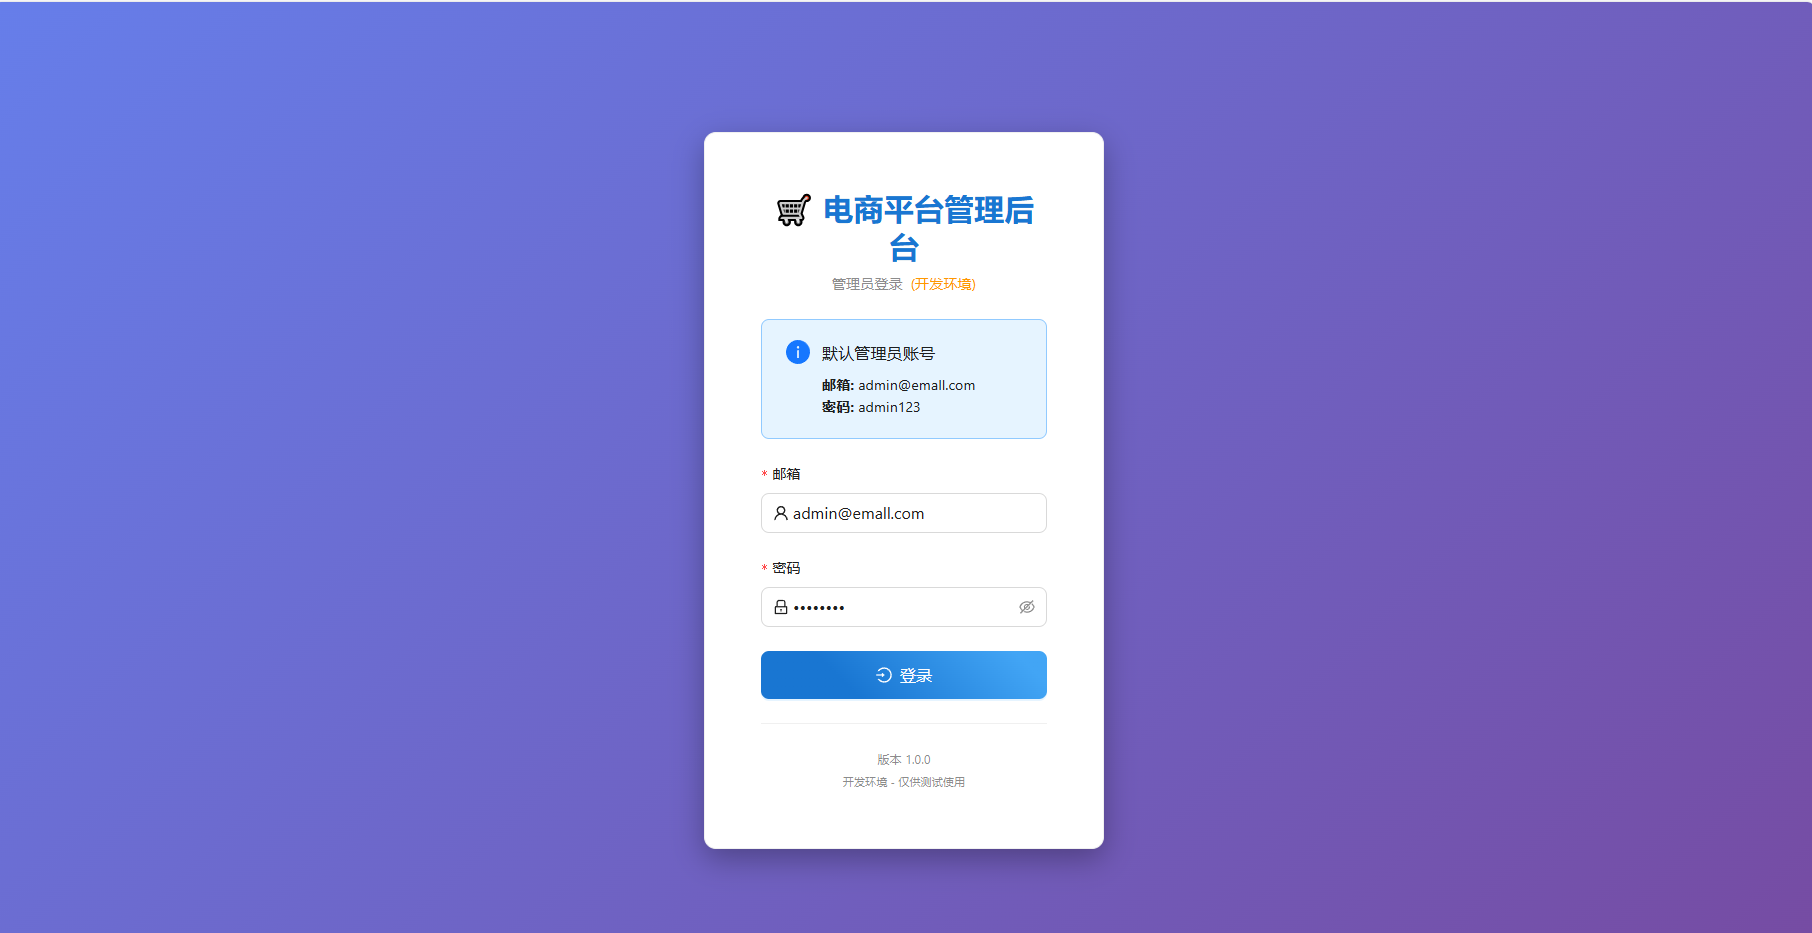 电商平台管理后
台
管理员登录 (开发环境)
默认管理员账号
邮箱: admin@emall.com
密码: admin123
* 邮箱
admin@emall.com
* 密码
••••••••
登录
版本 1.0.0
开发环境 - 仅供测试使用